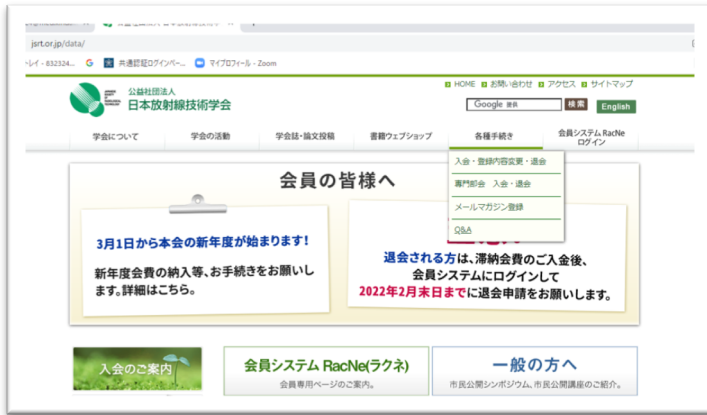 jsrt.or.jp/data/
トレイ - 832324...
共通認証ログインペー...
マイプロフィール - Zoom
HOME お問い合わせ アクセス サイトマップ
公益社団法人
日本放射線技術学会
Google 提供 検索 English
学会について 学会の活動 学会誌・論文投稿 書籍ウェブショップ 各種手続き 会員システム RacNe
ログイン
入会・登録内容変更・退会
専門部会 入会・退会
メールマガジン登録
Q&A
会員の皆様へ
3月1日から本会の新年度が始まります!
新年度会費の納入等、お手続きをお願いし
ます。詳細はこちら。
退会される方は、滞納会費のご入金後、
会員システムにログインして
2022年2月末日までに退会申請をお願いします。
入会のご案内
会員システム RacNe(ラクネ)
会員専用ページのご案内。
一般の方へ
市民公開シンポジウム、市民公開講座のご紹介。